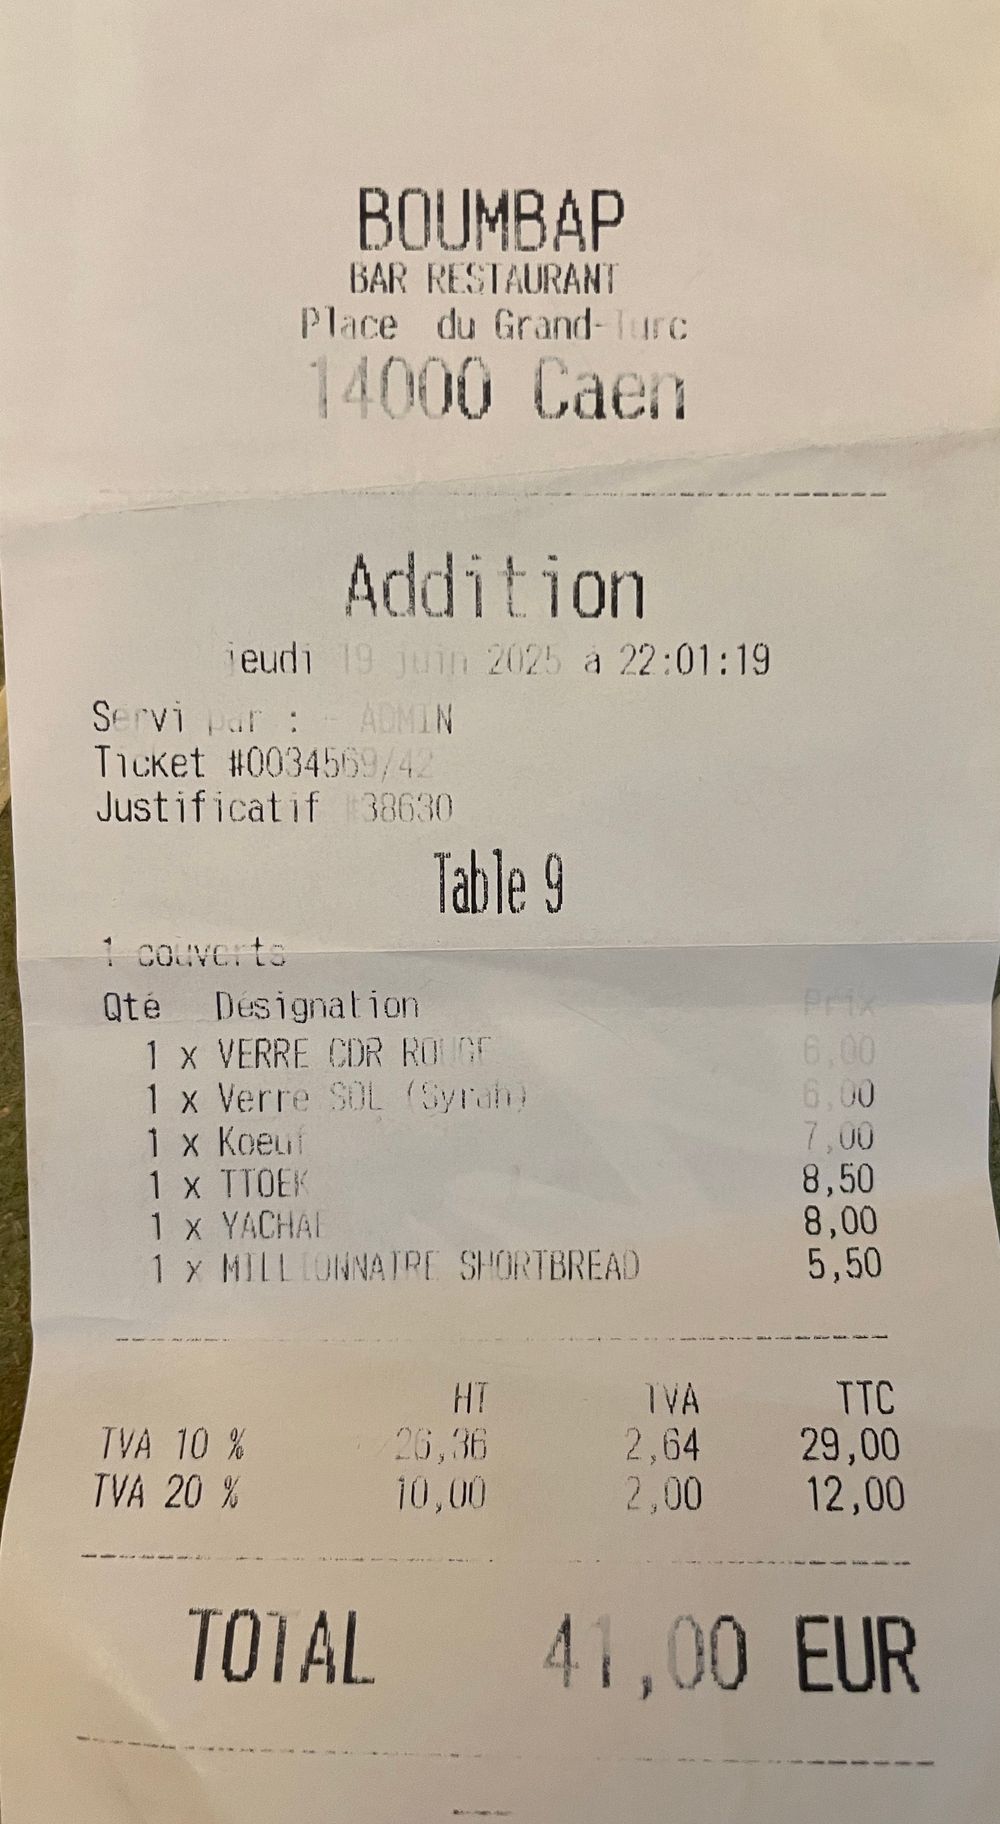 BOUMBAP
BAR RESTAURANT
Place du Grand-Turc
14000 Caen
Addition
jeudi 19 juin 2025 à 22:01:19
Servi par : - ADMIN
Ticket #0034569/42
Justificatif #38630
Table 9
1 couverts
Qté Désignation Prix
1 x VERRE CDR ROUGE 6,00
1 x Verre SOL (Syrah) 6,00
1 x Koeuf 7,00
1 x TTOEK 8,50
1 x YACHAE 8,00
1 x MILLIONNAIRE SHORTBREAD 5,50
HT TVA TTC
TVA 10 % 26,36 2,64 29,00
TVA 20 % 10,00 2,00 12,00
TOTAL 41,00 EUR